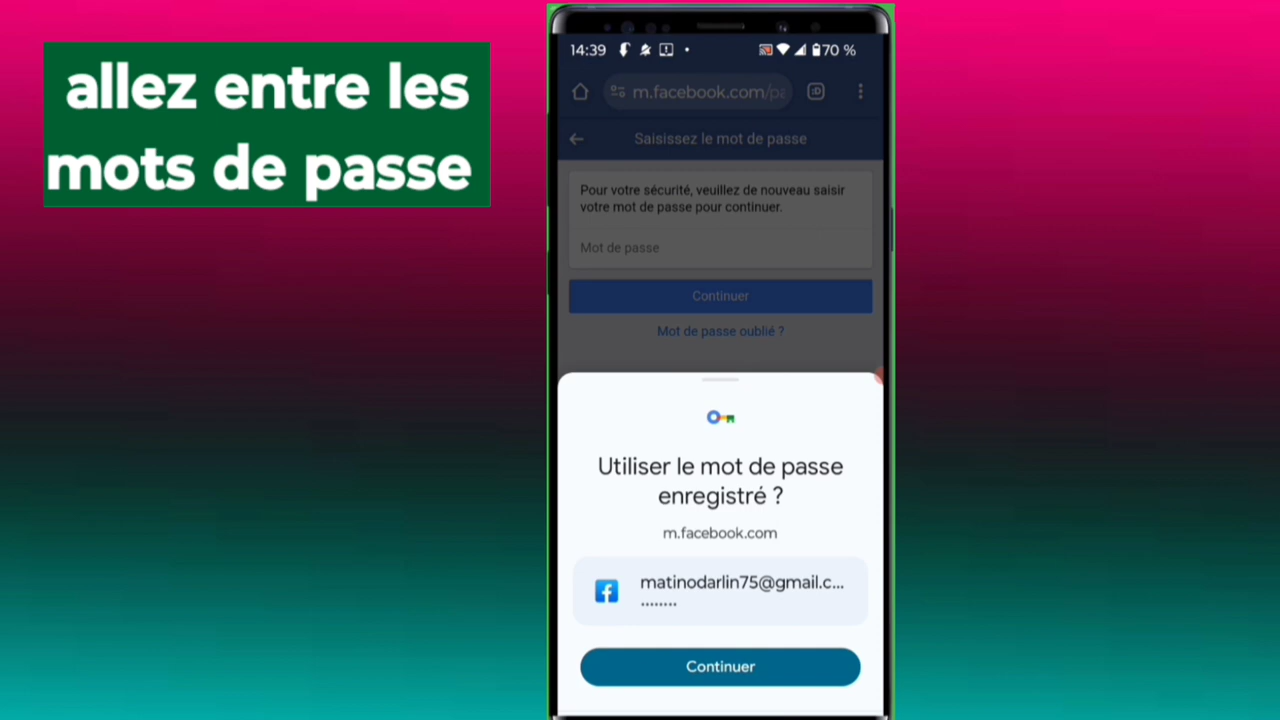 allez entre les
mots de passe
14:39
70 %
m.facebook.com/pa
Saisissez le mot de passe
Pour votre sécurité, veuillez de nouveau saisir
votre mot de passe pour continuer.
Mot de passe
Continuer
Mot de passe oublié ?
Utiliser le mot de passe
enregistré ?
m.facebook.com
matinodarlin75@gmail.c...
••••••••
Continuer